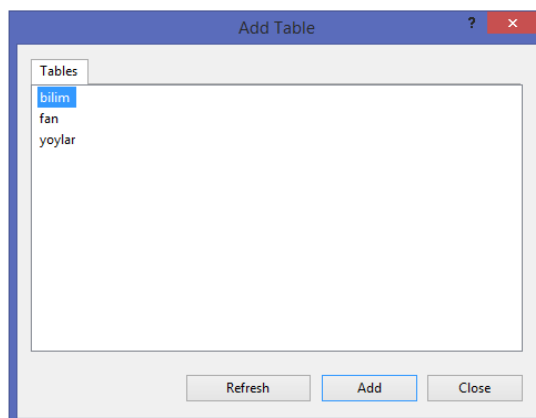 Add Table
?
Tables
bilim
fan
yoylar
Refresh Add Close